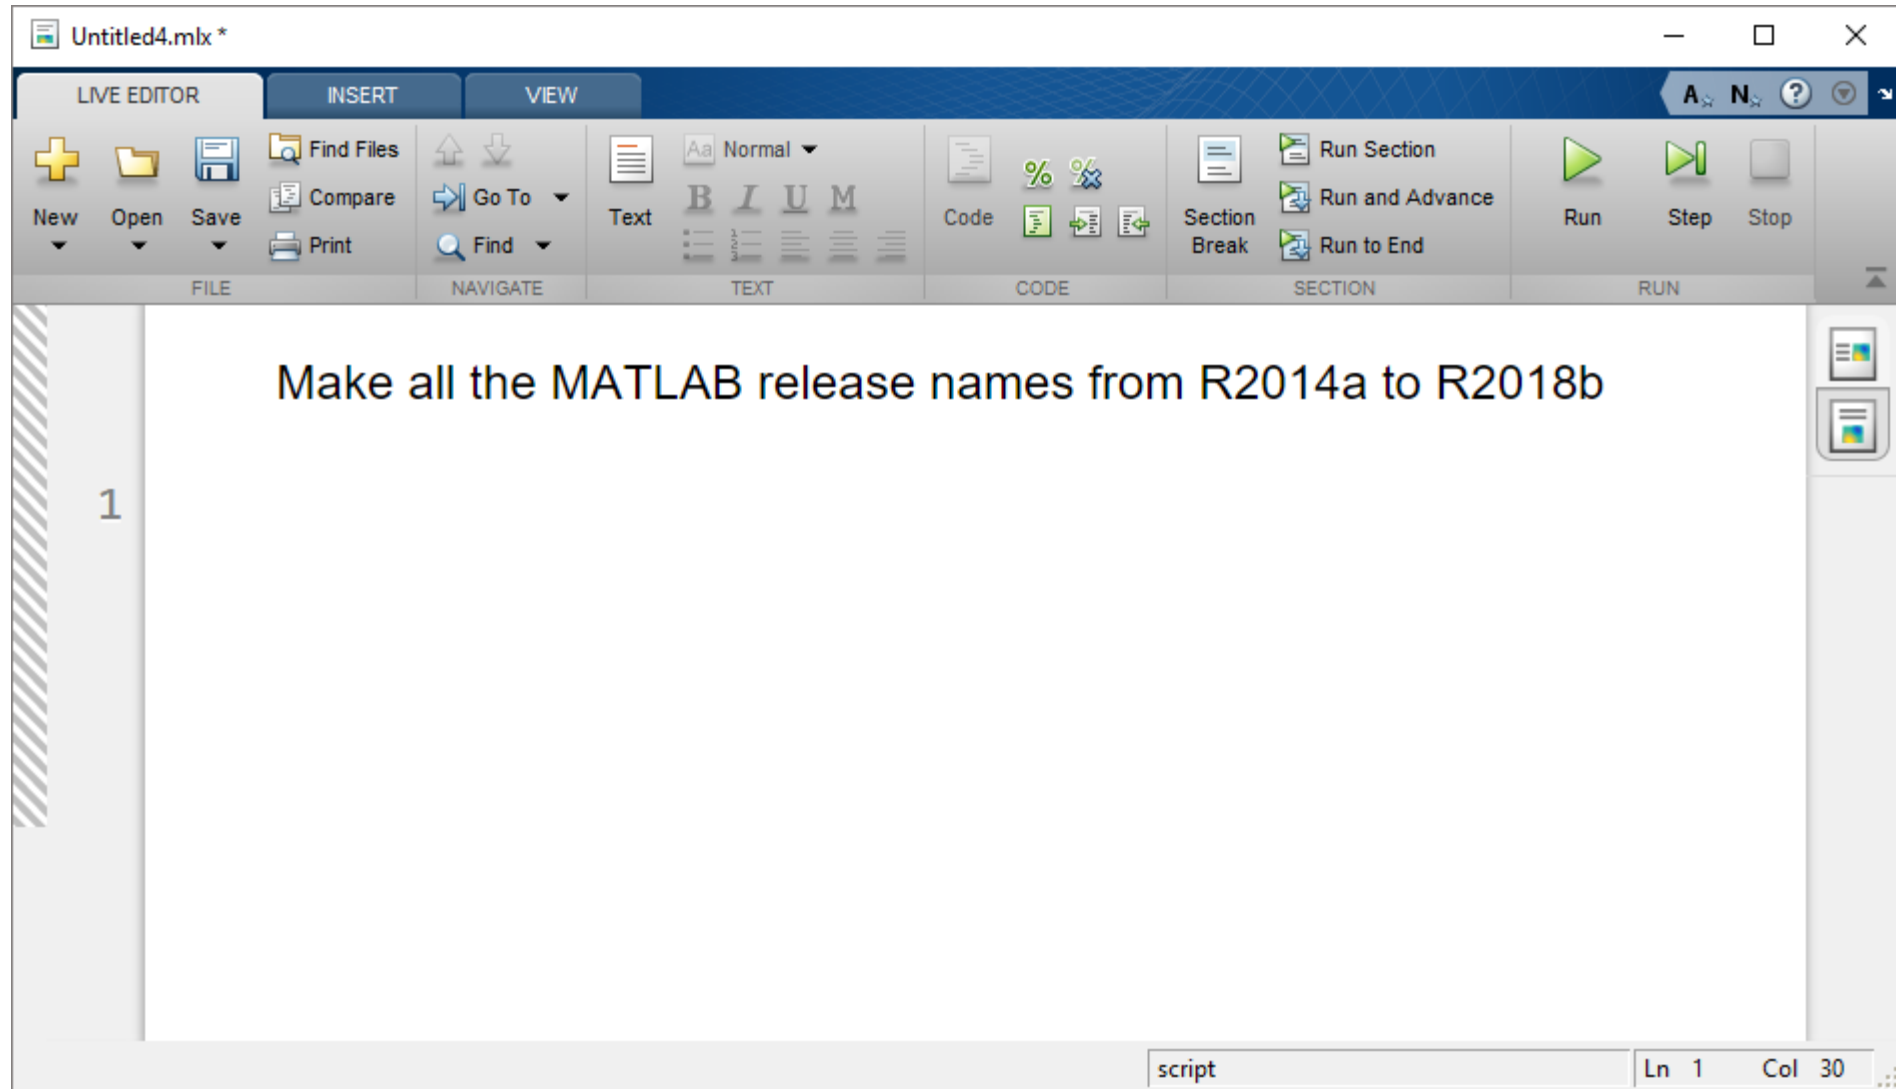 Untitled4.mlx *
LIVE EDITOR INSERT VIEW
A N ?
New Open Save
Find Files
Compare
Print
FILE
Go To
Find
NAVIGATE
Text
Aa Normal
B I U M
TEXT
Code
% %
CODE
Section Break
Run Section
Run and Advance
Run to End
SECTION
Run Step Stop
RUN
Make all the MATLAB release names from R2014a to R2018b
1
script Ln 1 Col 30